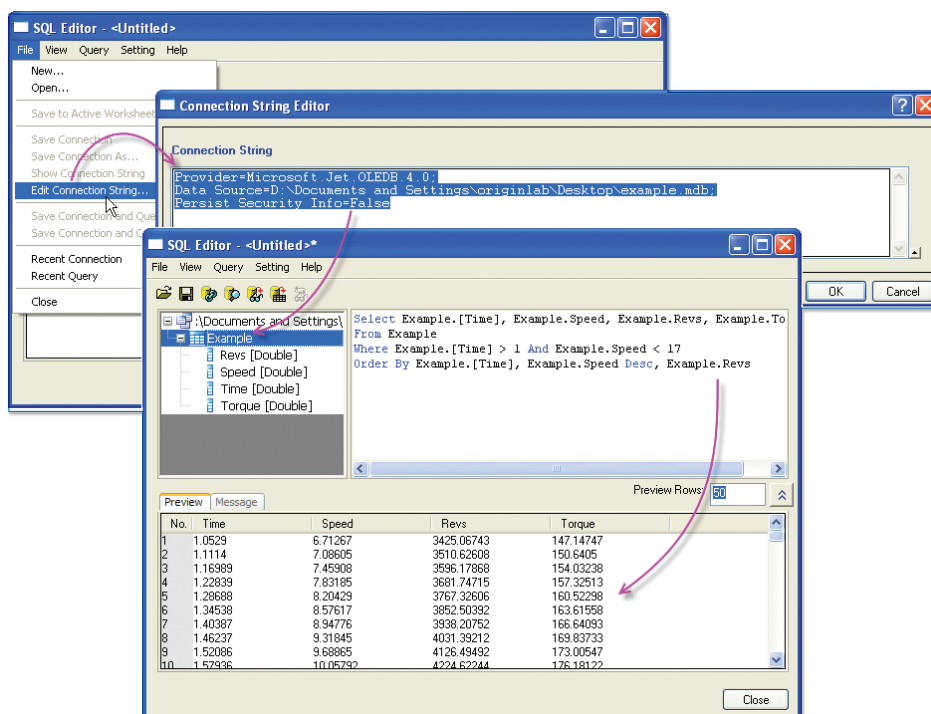 SQL Editor - <Untitled>
File View Query Setting Help
New...
Open...
Save to Active Worksheet
Save Connection
Save Connection As...
Show Connection String
Edit Connection String...
Save Connection and Que
Save Connection and
Recent Connection
Recent Query
Close
Connection String Editor
Connection String
Provider=Microsoft.Jet.OLEDB.4.0;
Data Source=D:\Documents and Settings\originlab\Desktop\example.mdb;
Persist Security Info=False
OK Cancel
SQL Editor - <Untitled>*
File View Query Setting Help
:\Documents and Settings\
Example
Revs [Double]
Speed [Double]
Time [Double]
Torque [Double]
Select Example.[Time], Example.Speed, Example.Revs, Example.To
From Example
Where Example.[Time] > 1 And Example.Speed < 17
Order By Example.[Time], Example.Speed Desc, Example.Revs
Preview Rows: 50
Preview Message
No. Time Speed Revs Torque
1 1.0529 6.71267 3425.06743 147.14747
2 1.1114 7.08605 3510.62608 150.6405
3 1.16989 7.45908 3596.17868 154.03238
4 1.22839 7.83185 3681.74715 157.32513
5 1.28688 8.20429 3767.32606 160.52298
6 1.34538 8.57617 3852.50392 163.61558
7 1.40387 8.94776 3938.20752 166.64093
8 1.46237 9.31845 4031.39212 169.83733
9 1.52086 9.68865 4126.49492 173.00547
10 1.57936 10.05792 4224.62244 176.18122
Close